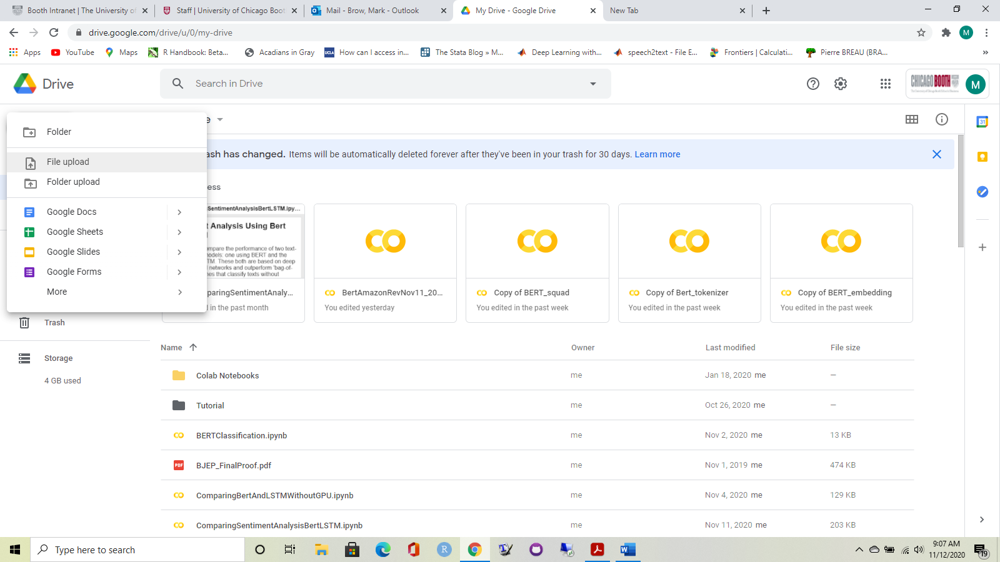 Booth Intranet | The University of
Staff | University of Chicago Boot
Mail - Brow, Mark - Outlook
My Drive - Google Drive
New Tab
drive.google.com/drive/u/0/my-drive
M
Apps
YouTube
Maps
R Handbook: Beta...
Acadians in Gray
UCLA
How can I access in...
The Stata Blog » M...
Deep Learning with...
speech2text - File E...
Frontiers | Calculati...
Pierre BREAU (BRA...
»
Drive
Search in Drive
CHICAGO BOOTH
M
e
31
Folder
File upload
Folder upload
Google Docs
Google Sheets
Google Slides
Google Forms
More
ash has changed. Items will be automatically deleted forever after they've been in your trash for 30 days. Learn more
ess
SentimentAnalysisBertLSTM.ipy...
t Analysis Using Bert
ompare the performance of two text-
nodels: one using BERT and the
TM. These both are based on deep
l networks and outperform 'bag-of-
nes that classify texts without
paringSentimentAnaly...
d in the past month
BertAmazonRevNov11_20...
You edited yesterday
Copy of BERT_squad
You edited in the past week
Copy of Bert_tokenizer
You edited in the past week
Copy of BERT_embedding
You edited in the past week
Trash
Storage
4 GB used
Name Owner Last modified File size
Colab Notebooks me Jan 18, 2020 me —
Tutorial me Oct 26, 2020 me —
BERTClassification.ipynb me Nov 2, 2020 me 13 KB
PDF BJEP_FinalProof.pdf me Nov 1, 2019 me 474 KB
ComparingBertAndLSTMWithoutGPU.ipynb me Nov 4, 2020 me 129 KB
ComparingSentimentAnalysisBertLSTM.ipynb me Nov 11, 2020 me 203 KB
Type here to search
R
W
9:07 AM
11/12/2020
19